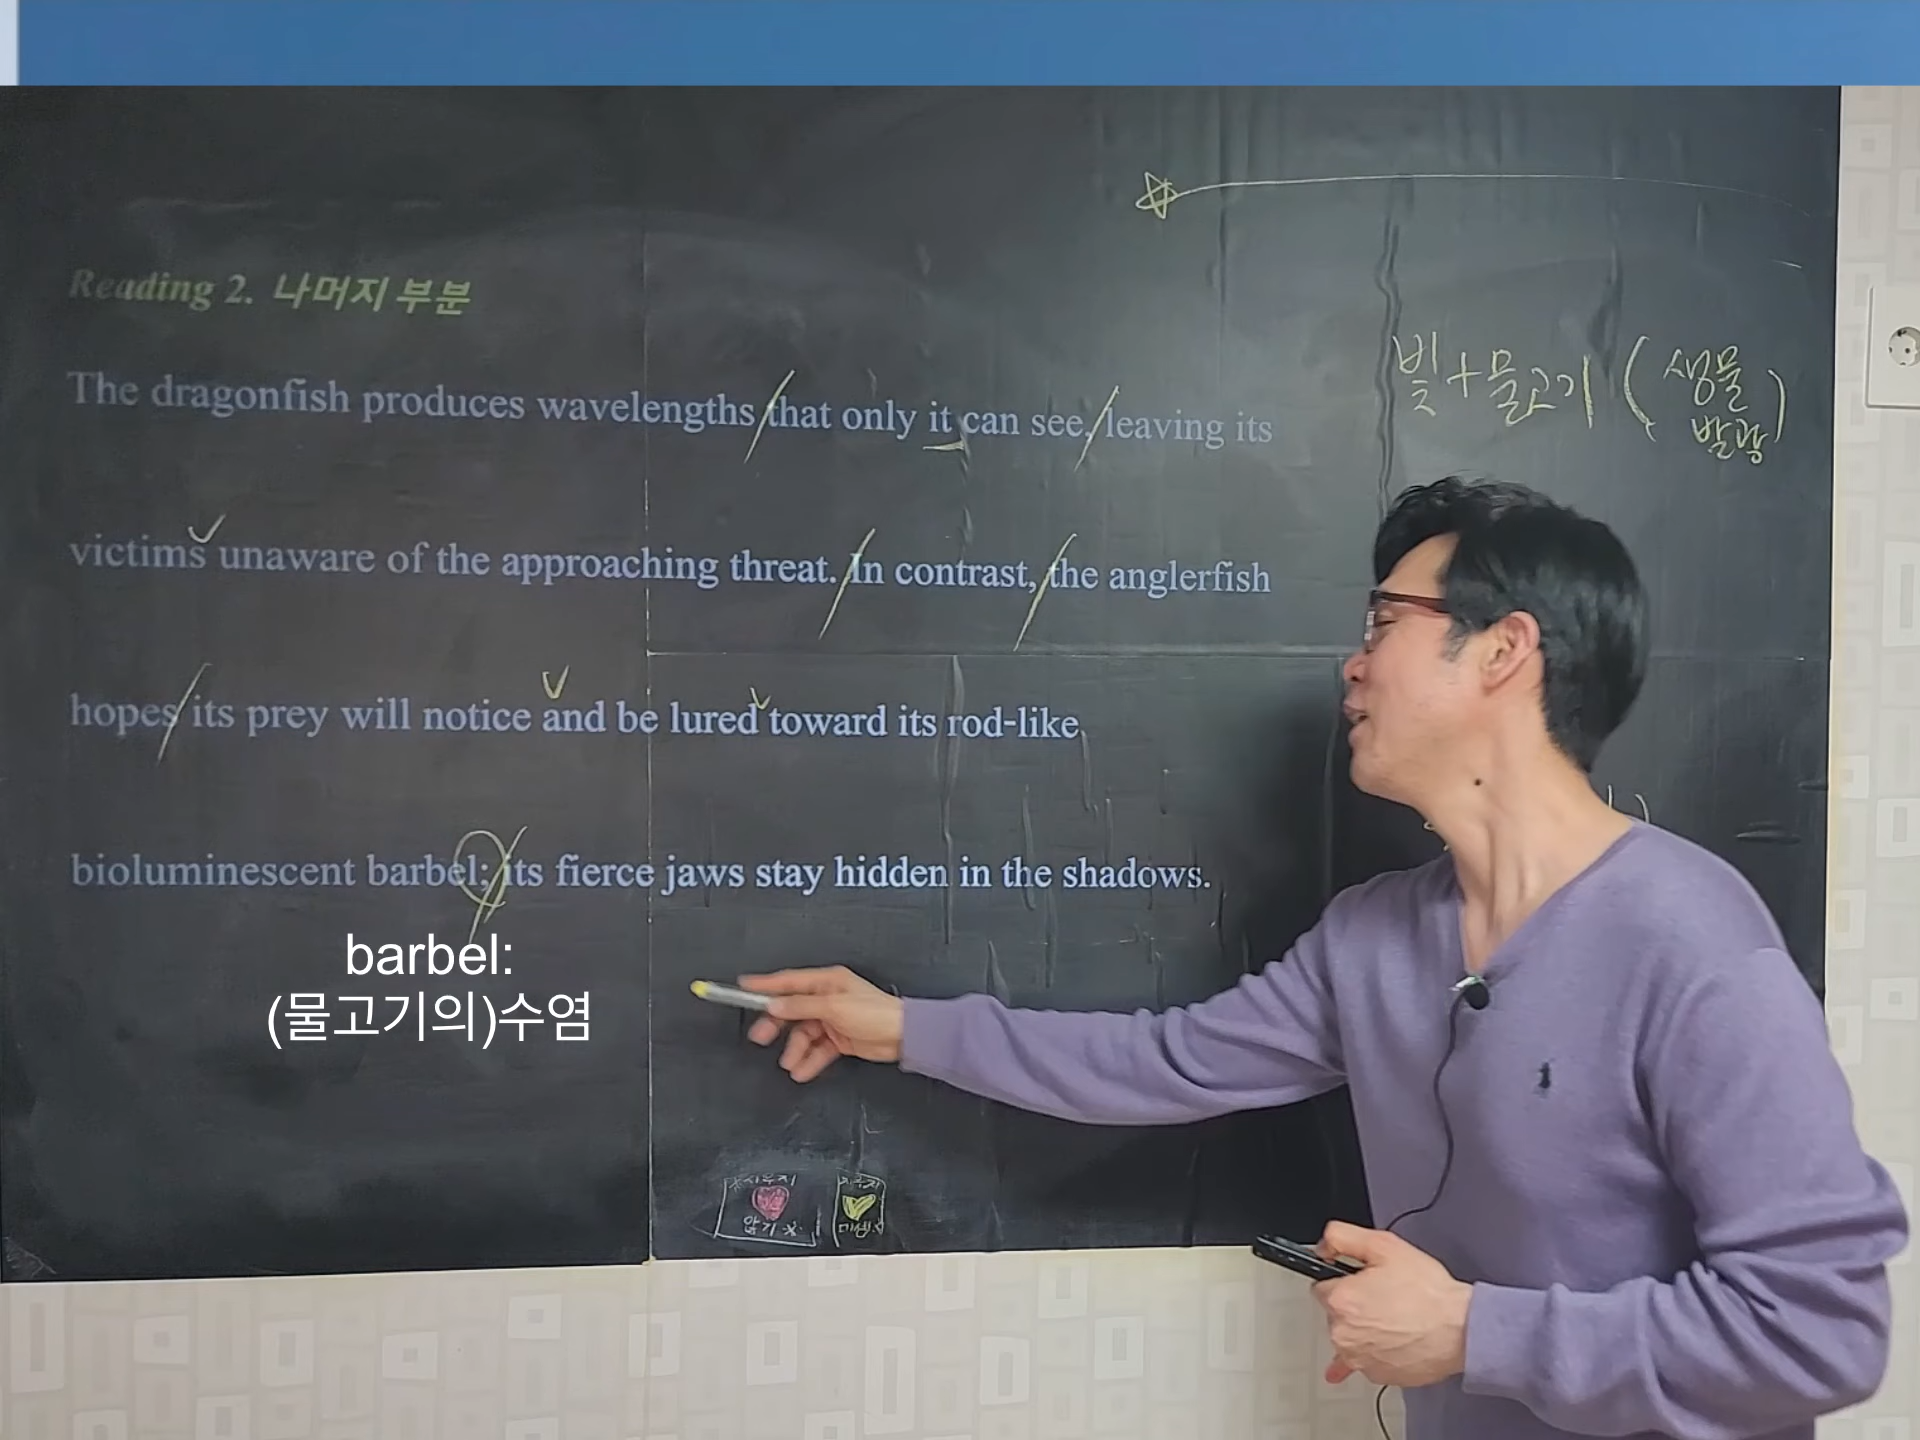 Reading 2. 나머지 부분
The dragonfish produces wavelengths that only it can see, leaving its
victims unaware of the approaching threat. In contrast, the anglerfish
hopes its prey will notice and be lured toward its rod-like
bioluminescent barbel; its fierce jaws stay hidden in the shadows.
barbel:
(물고기의)수염
빛+물고기 (생물
발광)